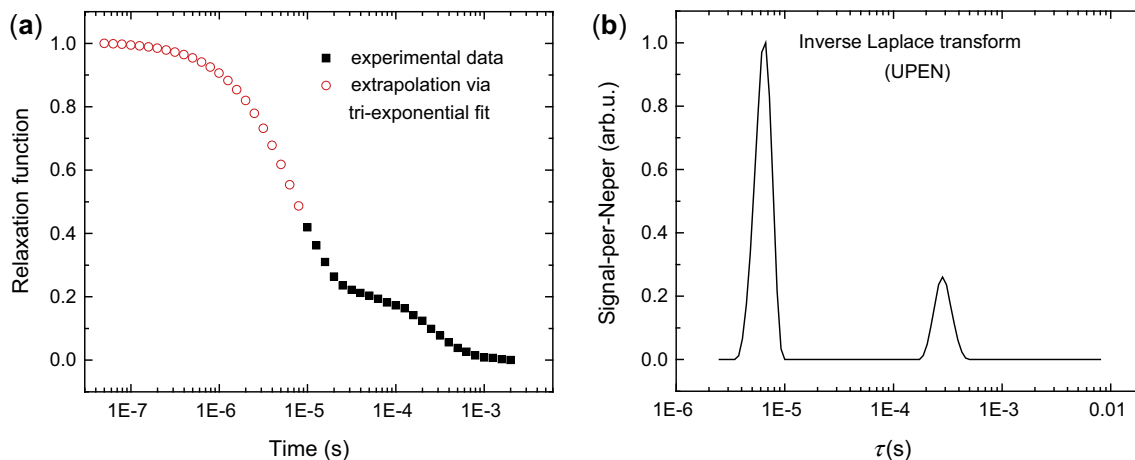 (a)
1.0
0.8
0.6
0.4
0.2
0.0
Relaxation function
experimental data
extrapolation via
tri-exponential fit
1E-7
1E-6
1E-5
1E-4
1E-3
Time (s)
(b)
1.0
0.8
0.6
0.4
0.2
0.0
Signal-per-Neper (arb.u.)
Inverse Laplace transform
(UPEN)
1E-6
1E-5
1E-4
1E-3
0.01
τ(s)